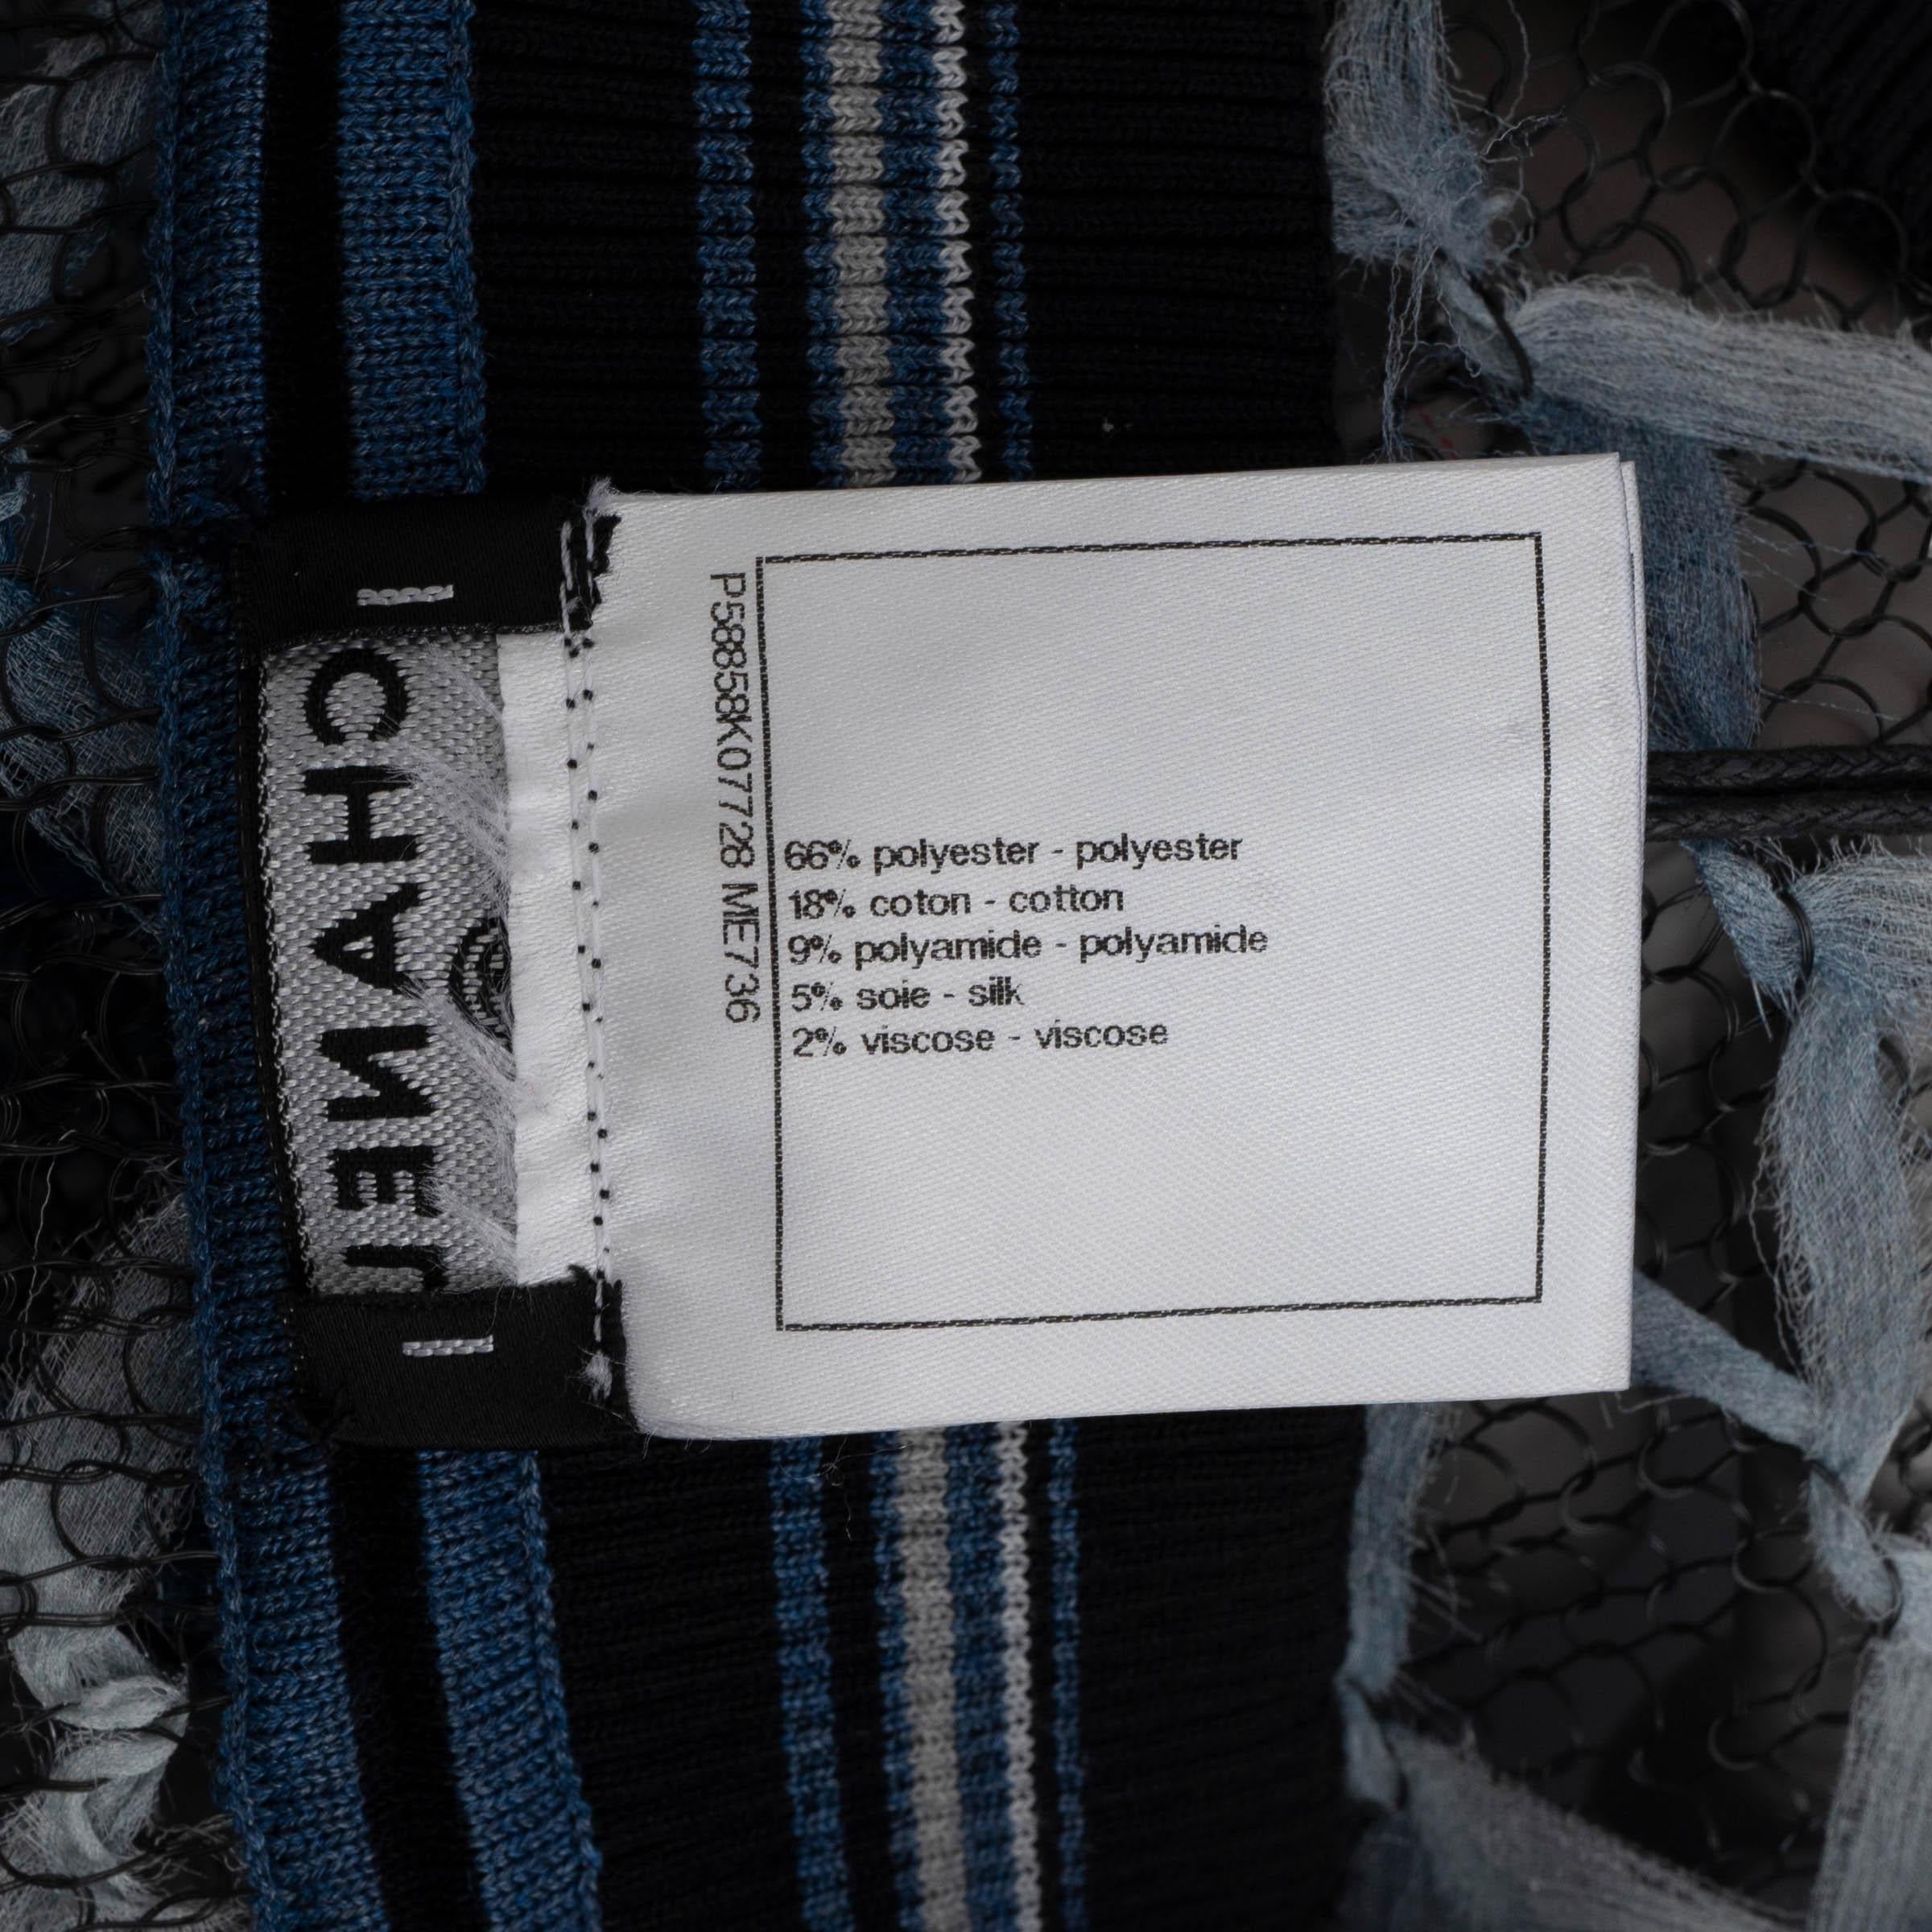 CHANEL
P58858K07728 ME736
66% polyester - polyester
18% coton - cotton
9% polyamide - polyamide
5% soie - silk
2% viscose - viscose